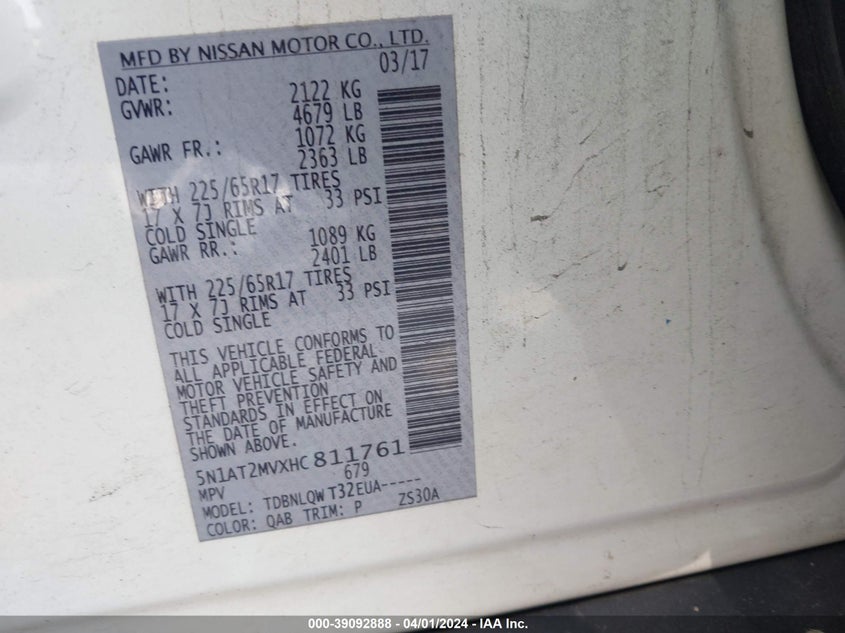 MFD BY NISSAN MOTOR CO., LTD.
DATE: 03/17
GVWR: 2122 KG
4679 LB
GAWR FR.: 1072 KG
2363 LB
WITH 225/65R17 TIRES
17 X 7J RIMS AT 33 PSI
COLD SINGLE
GAWR RR.: 1089 KG
2401 LB
WITH 225/65R17 TIRES
17 X 7J RIMS AT 33 PSI
COLD SINGLE
THIS VEHICLE CONFORMS TO
ALL APPLICABLE FEDERAL
MOTOR VEHICLE SAFETY AND
THEFT PREVENTION
STANDARDS IN EFFECT ON
THE DATE OF MANUFACTURE
SHOWN ABOVE.
5N1AT2MVXHC811761
MPV 679
MODEL: TDBNLQW T32EUA-----
COLOR: QAB TRIM: P ZS30A
000-39092888 - 04/01/2024 - IAA Inc.